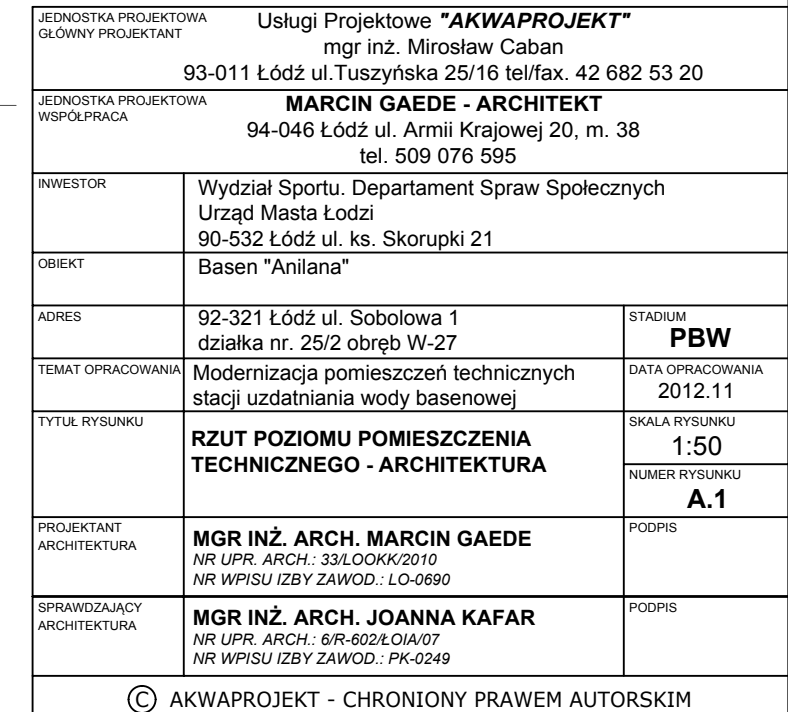 JEDNOSTKA PROJEKTOWA
GŁÓWNY PROJEKTANT
Usługi Projektowe "AKWAPROJEKT"
mgr inż. Mirosław Caban
93-011 Łódź ul.Tuszyńska 25/16 tel/fax. 42 682 53 20
JEDNOSTKA PROJEKTOWA
WSPÓŁPRACA
MARCIN GAEDE - ARCHITEKT
94-046 Łódź ul. Armii Krajowej 20, m. 38
tel. 509 076 595
INWESTOR
Wydział Sportu. Departament Spraw Społecznych
Urząd Masta Łodzi
90-532 Łódź ul. ks. Skorupki 21
OBIEKT
Basen "Anilana"
ADRES
92-321 Łódź ul. Sobolowa 1
działka nr. 25/2 obręb W-27
STADIUM
PBW
TEMAT OPRACOWANIA
Modernizacja pomieszczeń technicznych
stacji uzdatniania wody basenowej
DATA OPRACOWANIA
2012.11
TYTUŁ RYSUNKU
RZUT POZIOMU POMIESZCZENIA
TECHNICZNEGO - ARCHITEKTURA
SKALA RYSUNKU
1:50
NUMER RYSUNKU
A.1
PROJEKTANT
ARCHITEKTURA
MGR INŻ. ARCH. MARCIN GAEDE
NR UPR. ARCH.: 33/LOOKK/2010
NR WPISU IZBY ZAWOD.: LO-0690
PODPIS
SPRAWDZAJĄCY
ARCHITEKTURA
MGR INŻ. ARCH. JOANNA KAFAR
NR UPR. ARCH.: 6/R-602/ŁOIA/07
NR WPISU IZBY ZAWOD.: PK-0249
PODPIS
© AKWAPROJEKT - CHRONIONY PRAWEM AUTORSKIM